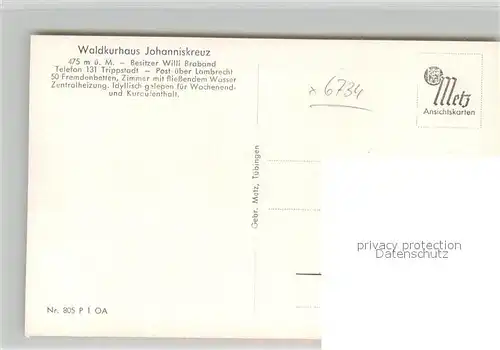 Waldkurhaus Johanniskreuz
475 m ü. M. – Besitzer Willi Braband
Telefon 131 Trippstadt – Post über Lambrecht
50 Fremdenbetten, Zimmer mit fließendem Wasser
Zentralheizung. Idyllisch gelegen für Wochenend-
und Kuraufenthalt.
x 6734
Metz
Ansichtskarten
Gebr. Metz, Tübingen
privacy protection
Datenschutz
Nr. 805 P 1 OA